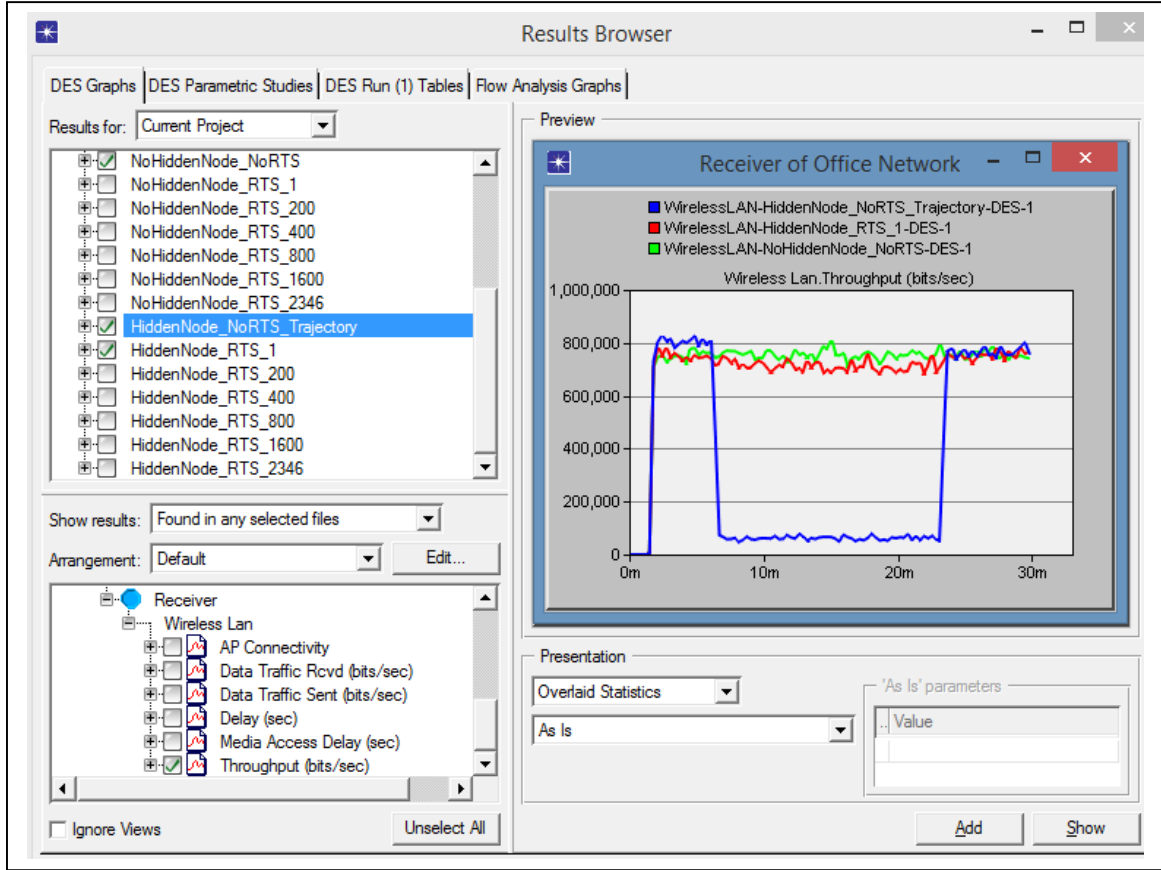 Results Browser
DES Graphs DES Parametric Studies DES Run (1) Tables Flow Analysis Graphs
Results for: Current Project
NoHiddenNode_NoRTS
NoHiddenNode_RTS_1
NoHiddenNode_RTS_200
NoHiddenNode_RTS_400
NoHiddenNode_RTS_800
NoHiddenNode_RTS_1600
NoHiddenNode_RTS_2346
HiddenNode_NoRTS_Trajectory
HiddenNode_RTS_1
HiddenNode_RTS_200
HiddenNode_RTS_400
HiddenNode_RTS_800
HiddenNode_RTS_1600
HiddenNode_RTS_2346
Show results: Found in any selected files
Arrangement: Default Edit...
Receiver
Wireless Lan
AP Connectivity
Data Traffic Rcvd (bits/sec)
Data Traffic Sent (bits/sec)
Delay (sec)
Media Access Delay (sec)
Throughput (bits/sec)
Ignore Views Unselect All
Preview
Receiver of Office Network
WirelessLAN-HiddenNode_NoRTS_Trajectory-DES-1
WirelessLAN-HiddenNode_RTS_1-DES-1
WirelessLAN-NoHiddenNode_NoRTS-DES-1
Wireless Lan.Throughput (bits/sec)
1,000,000
800,000
600,000
400,000
200,000
0
0m 10m 20m 30m
Presentation
Overlaid Statistics
As Is
'As Is' parameters
.. Value
Add Show